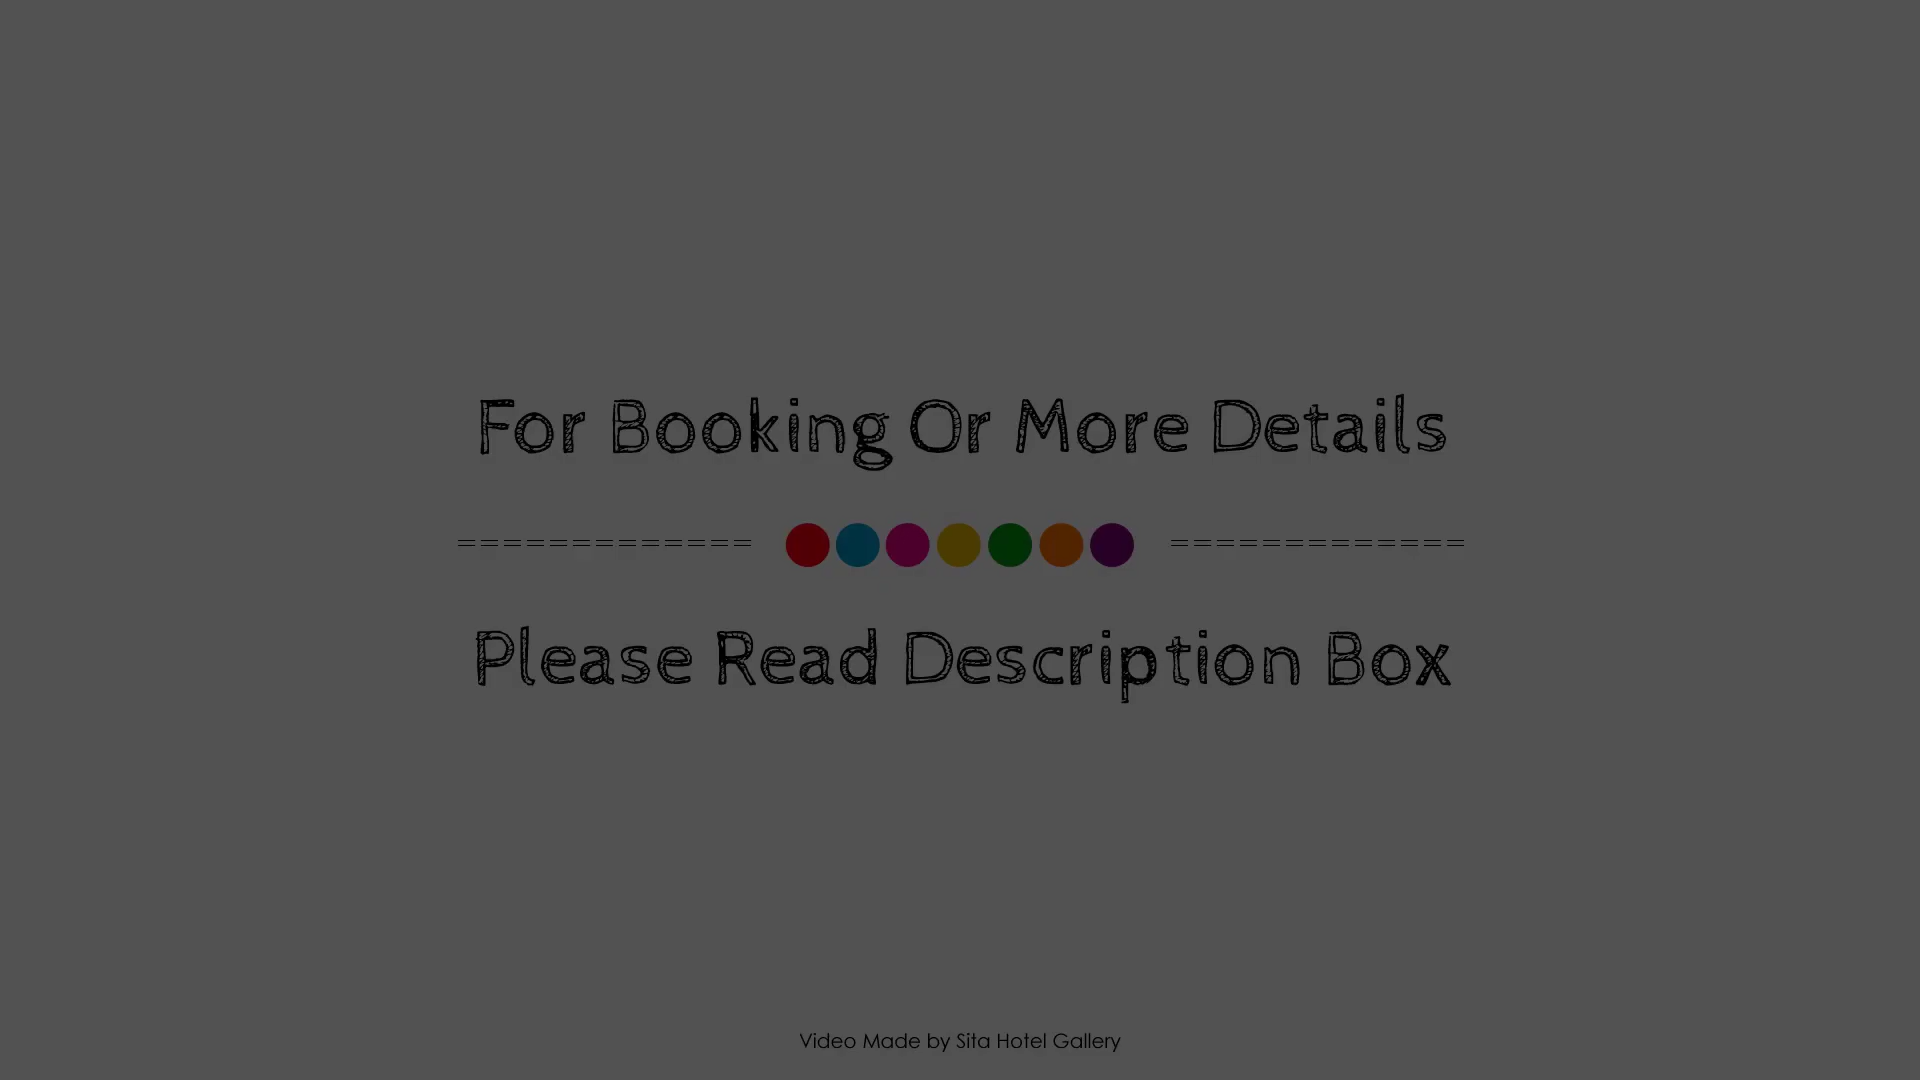 For Booking Or More Details
============= =============
Please Read Description Box
Video Made by Sita Hotel Gallery